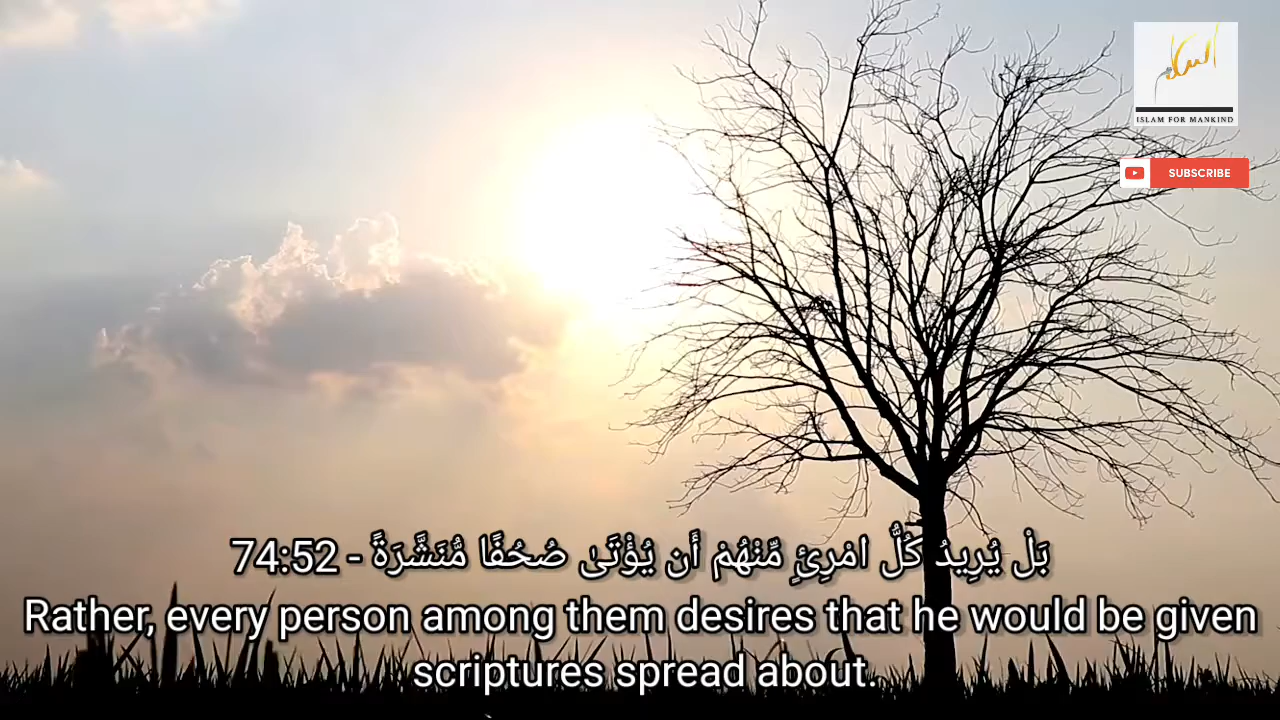 السلام
ISLAM FOR MANKIND
SUBSCRIBE
74:52 - بَلْ يُرِيدُ كُلُّ امْرِئٍ مِّنْهُمْ أَن يُؤْتَىٰ صُحُفًا مُّنَشَّرَةً
Rather, every person among them desires that he would be given
scriptures spread about.